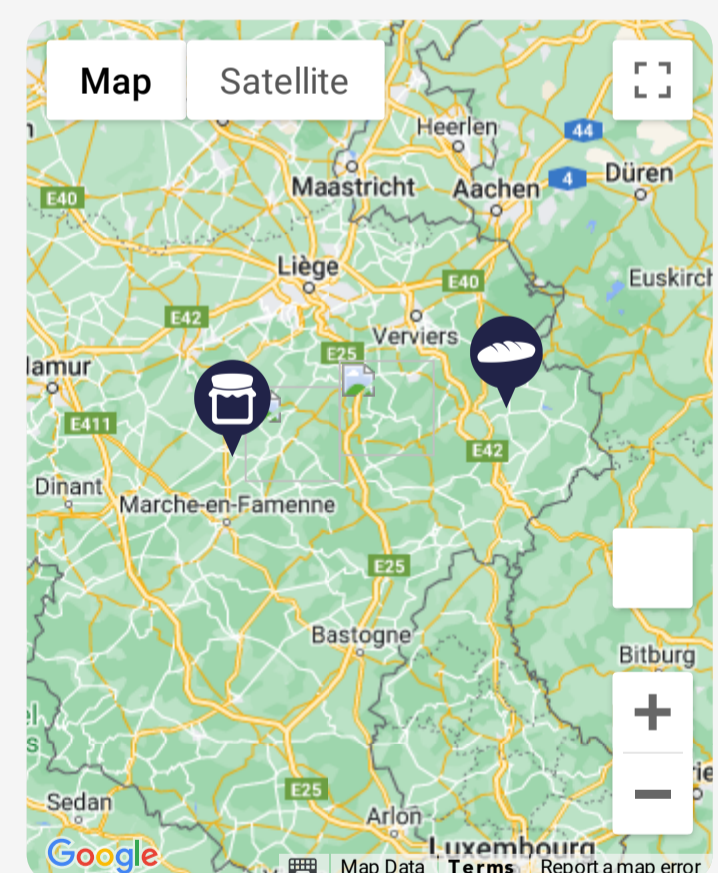 Map
Satellite
Heerlen
44
Maastricht
Aachen
4
Düren
E40
Liège
E40
Euskirch
E42
Verviers
E25
lamur
E411
E42
Dinant
Marche-en-Famenne
E25
Bastogne
Bitburg
+
−
E25
Sedan
Arlon
Luxembourg
Google
Map Data
Terms
Report a map error